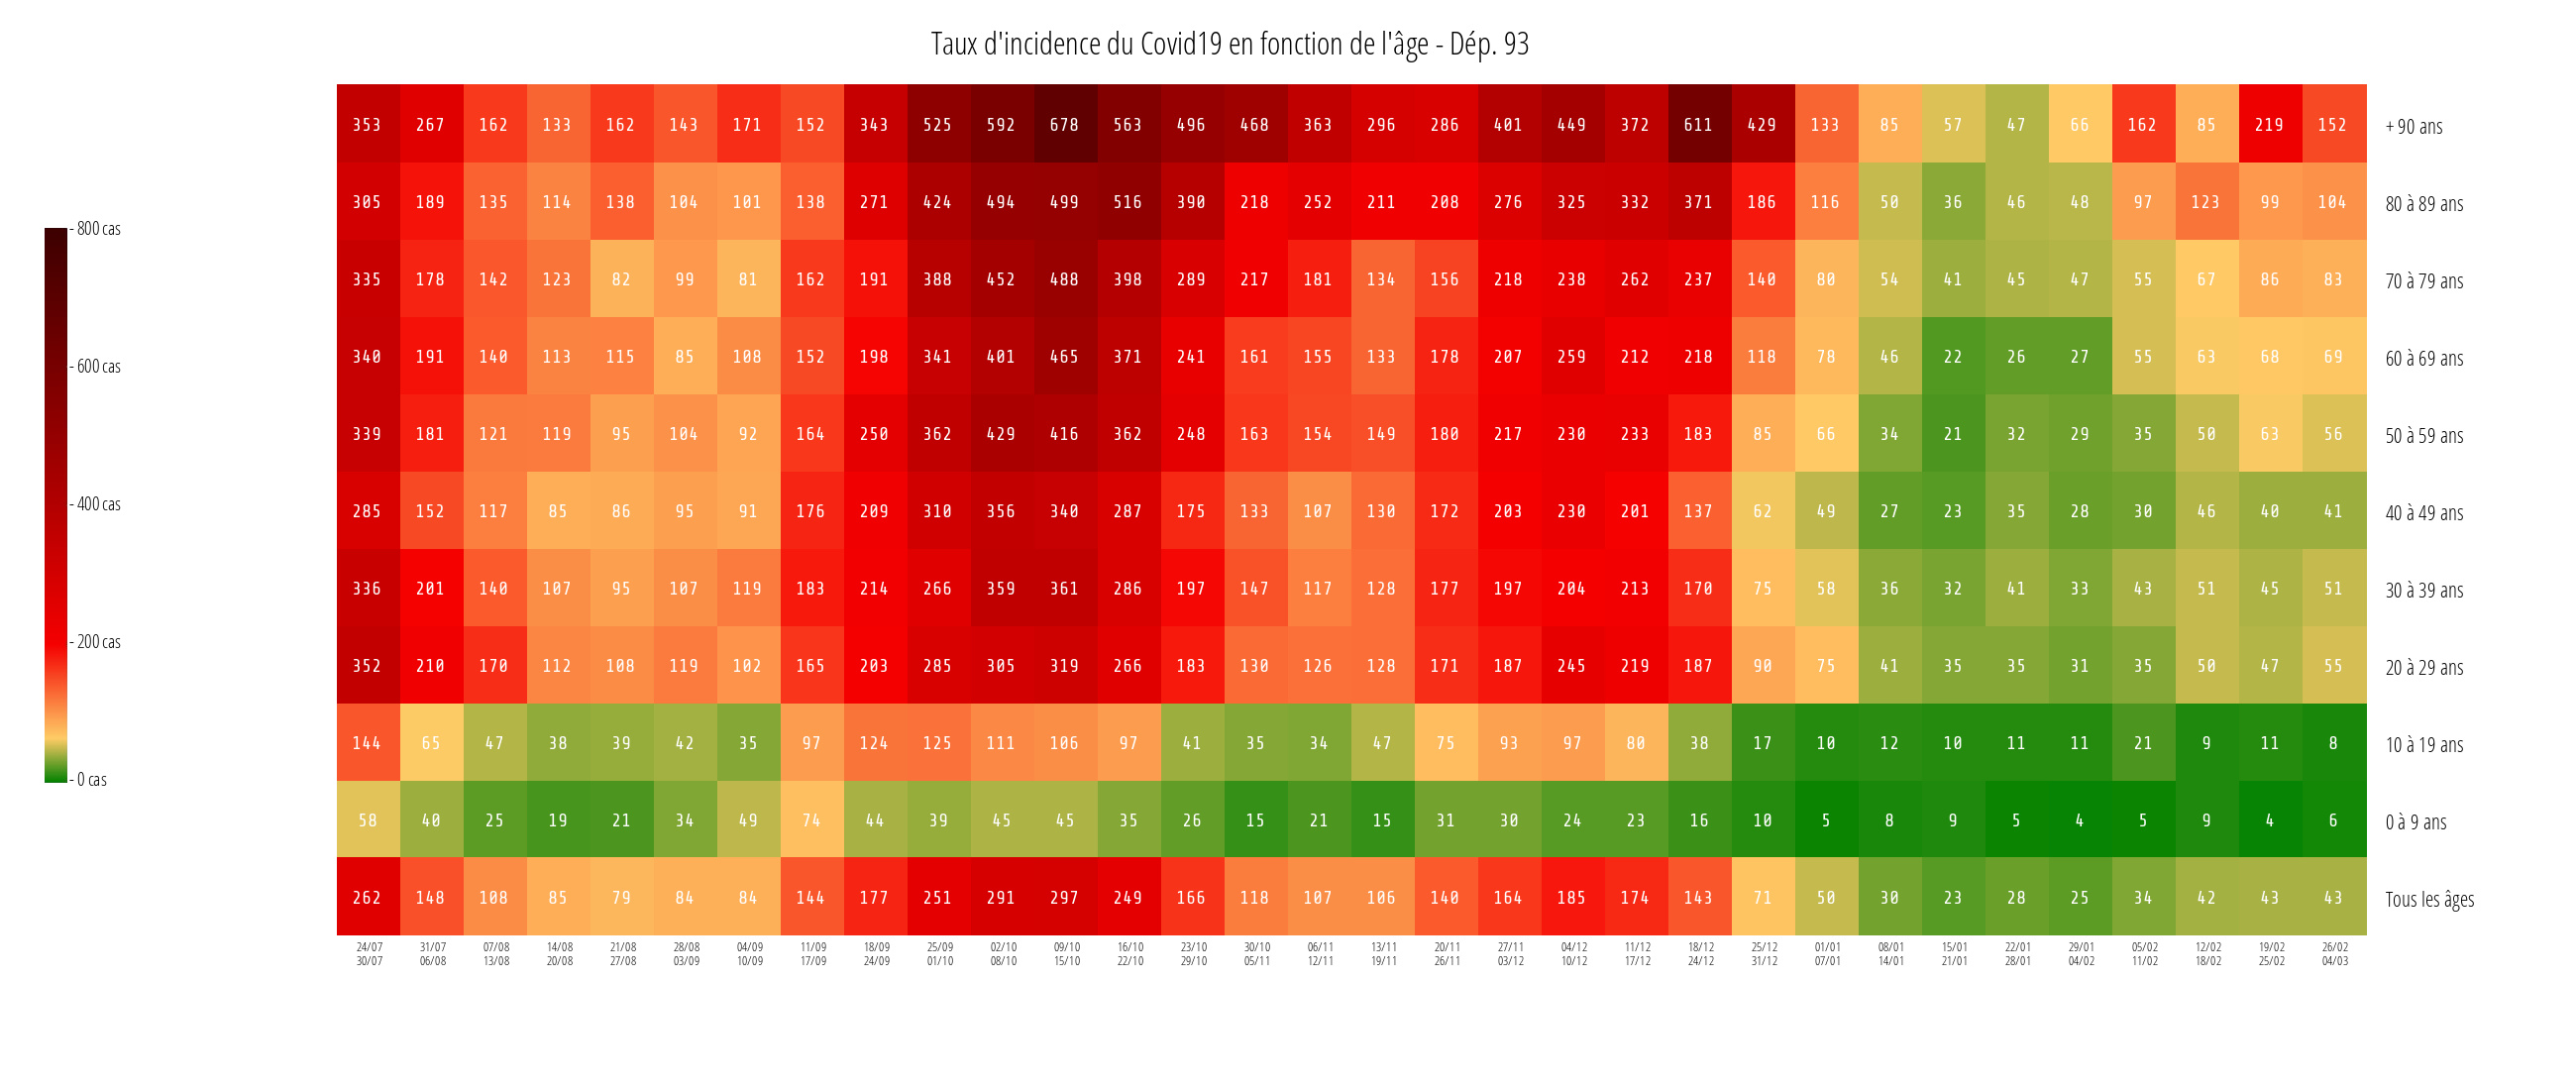 Taux d'incidence du Covid19 en fonction de l'âge - Dép. 93
- 800 cas
- 600 cas
- 400 cas
- 200 cas
- 0 cas
353 267 162 133 162 143 171 152 343 525 592 678 563 496 468 363 296 286 401 449 372 611 429 133 85 57 47 66 162 85 219 152 + 90 ans
305 189 135 114 138 104 101 138 271 424 494 499 516 390 218 252 211 208 276 325 332 371 186 116 50 36 46 48 97 123 99 104 80 à 89 ans
335 178 142 123 82 99 81 162 191 388 452 488 398 289 217 181 134 156 218 238 262 237 140 80 54 41 45 47 55 67 86 83 70 à 79 ans
340 191 140 113 115 85 108 152 198 341 401 465 371 241 161 155 133 178 207 259 212 218 118 78 46 22 26 27 55 63 68 69 60 à 69 ans
339 181 121 119 95 104 92 164 250 362 429 416 362 248 163 154 149 180 217 230 233 183 85 66 34 21 32 29 35 50 63 56 50 à 59 ans
285 152 117 85 86 95 91 176 209 310 356 340 287 175 133 107 130 172 203 230 201 137 62 49 27 23 35 28 30 46 40 41 40 à 49 ans
336 201 140 107 95 107 119 183 214 266 359 361 286 197 147 117 128 177 197 204 213 170 75 58 36 32 41 33 43 51 45 51 30 à 39 ans
352 210 170 112 108 119 102 165 203 285 305 319 266 183 130 126 128 171 187 245 219 187 90 75 41 35 35 31 35 50 47 55 20 à 29 ans
144 65 47 38 39 42 35 97 124 125 111 106 97 41 35 34 47 75 93 97 80 38 17 10 12 10 11 11 21 9 11 8 10 à 19 ans
58 40 25 19 21 34 49 74 44 39 45 45 35 26 15 21 15 31 30 24 23 16 10 5 8 9 5 4 5 9 4 6 0 à 9 ans
262 148 108 85 79 84 84 144 177 251 291 297 249 166 118 107 106 140 164 185 174 143 71 50 30 23 28 25 34 42 43 43 Tous les âges
24/07 31/07 07/08 14/08 21/08 28/08 04/09 11/09 18/09 25/09 02/10 09/10 16/10 23/10 30/10 06/11 13/11 20/11 27/11 04/12 11/12 18/12 25/12 01/01 08/01 15/01 22/01 29/01 05/02 12/02 19/02 26/02
30/07 06/08 13/08 20/08 27/08 03/09 10/09 17/09 24/09 01/10 08/10 15/10 22/10 29/10 05/11 12/11 19/11 26/11 03/12 10/12 17/12 24/12 31/12 07/01 14/01 21/01 28/01 04/02 11/02 18/02 25/02 04/03